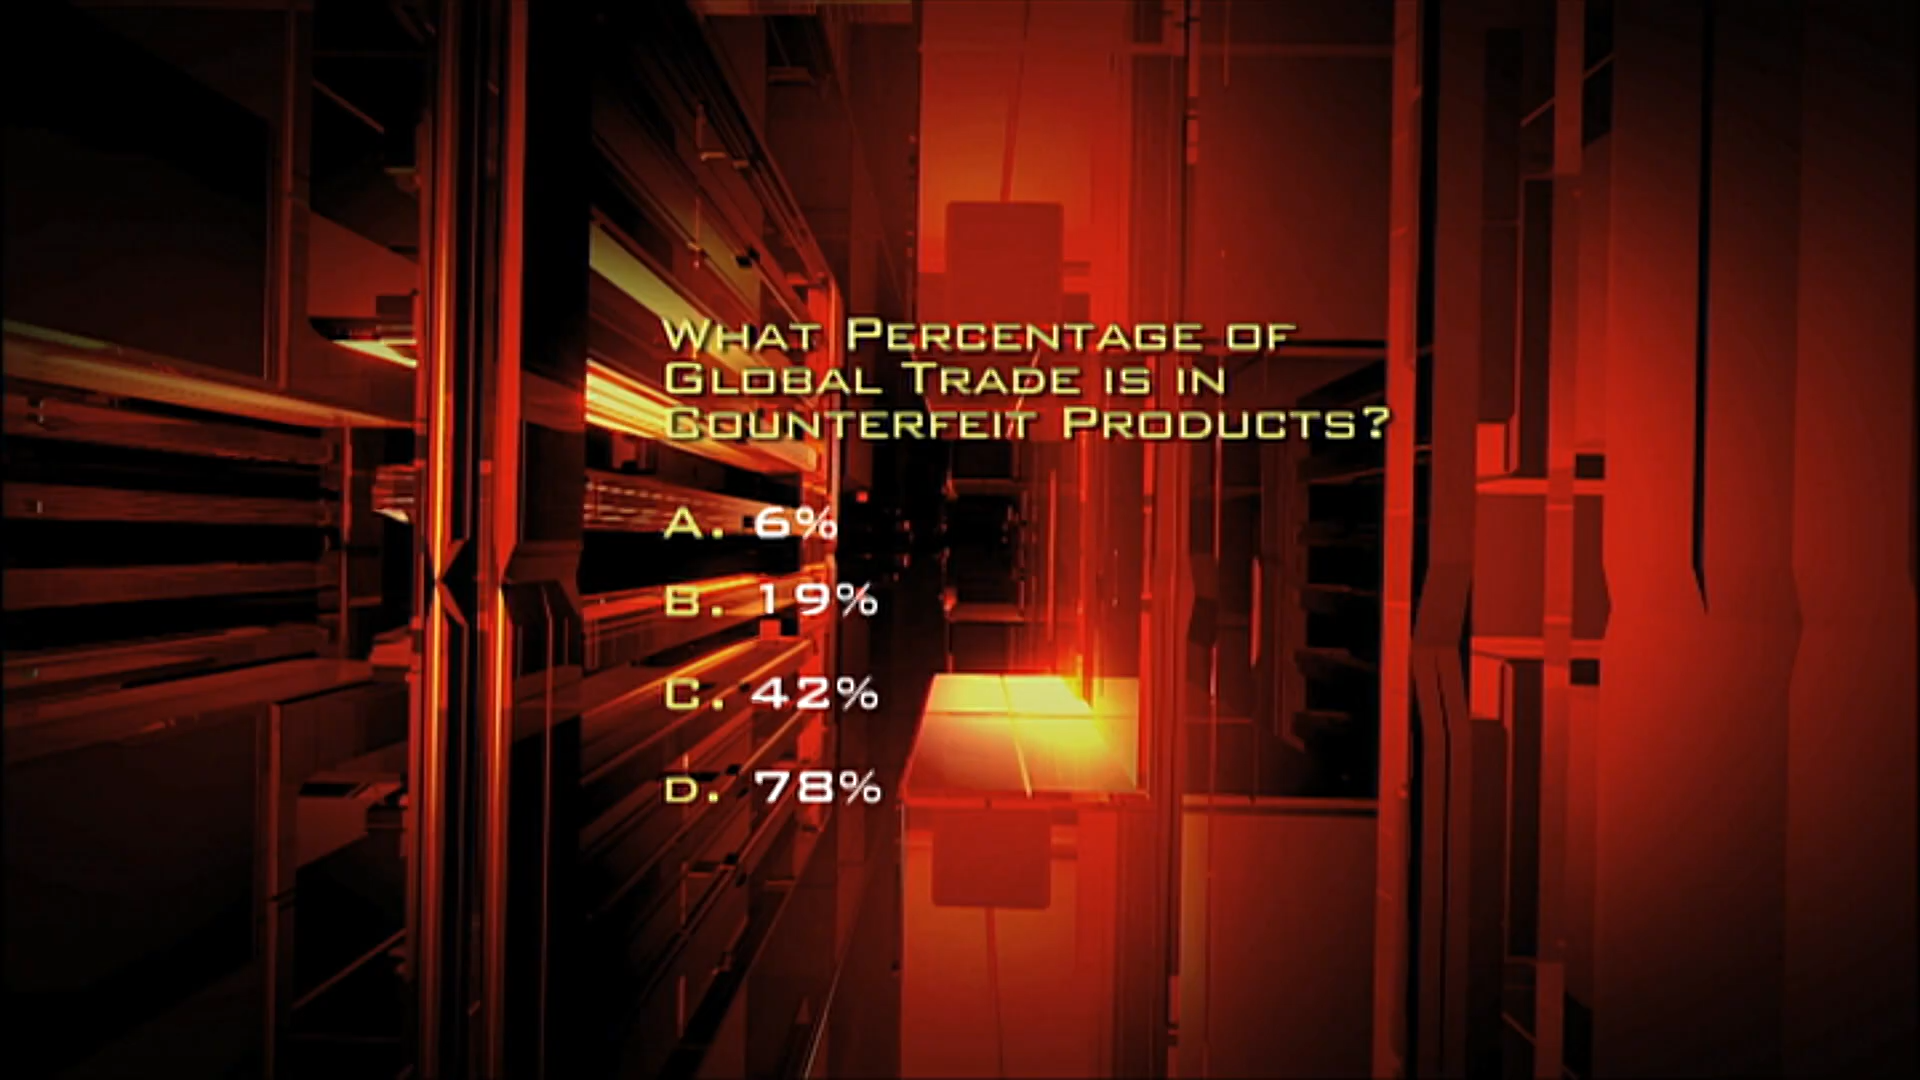 What Percentage of
Global Trade is in
Counterfeit Products?
A. 6%
B. 19%
C. 42%
D. 78%